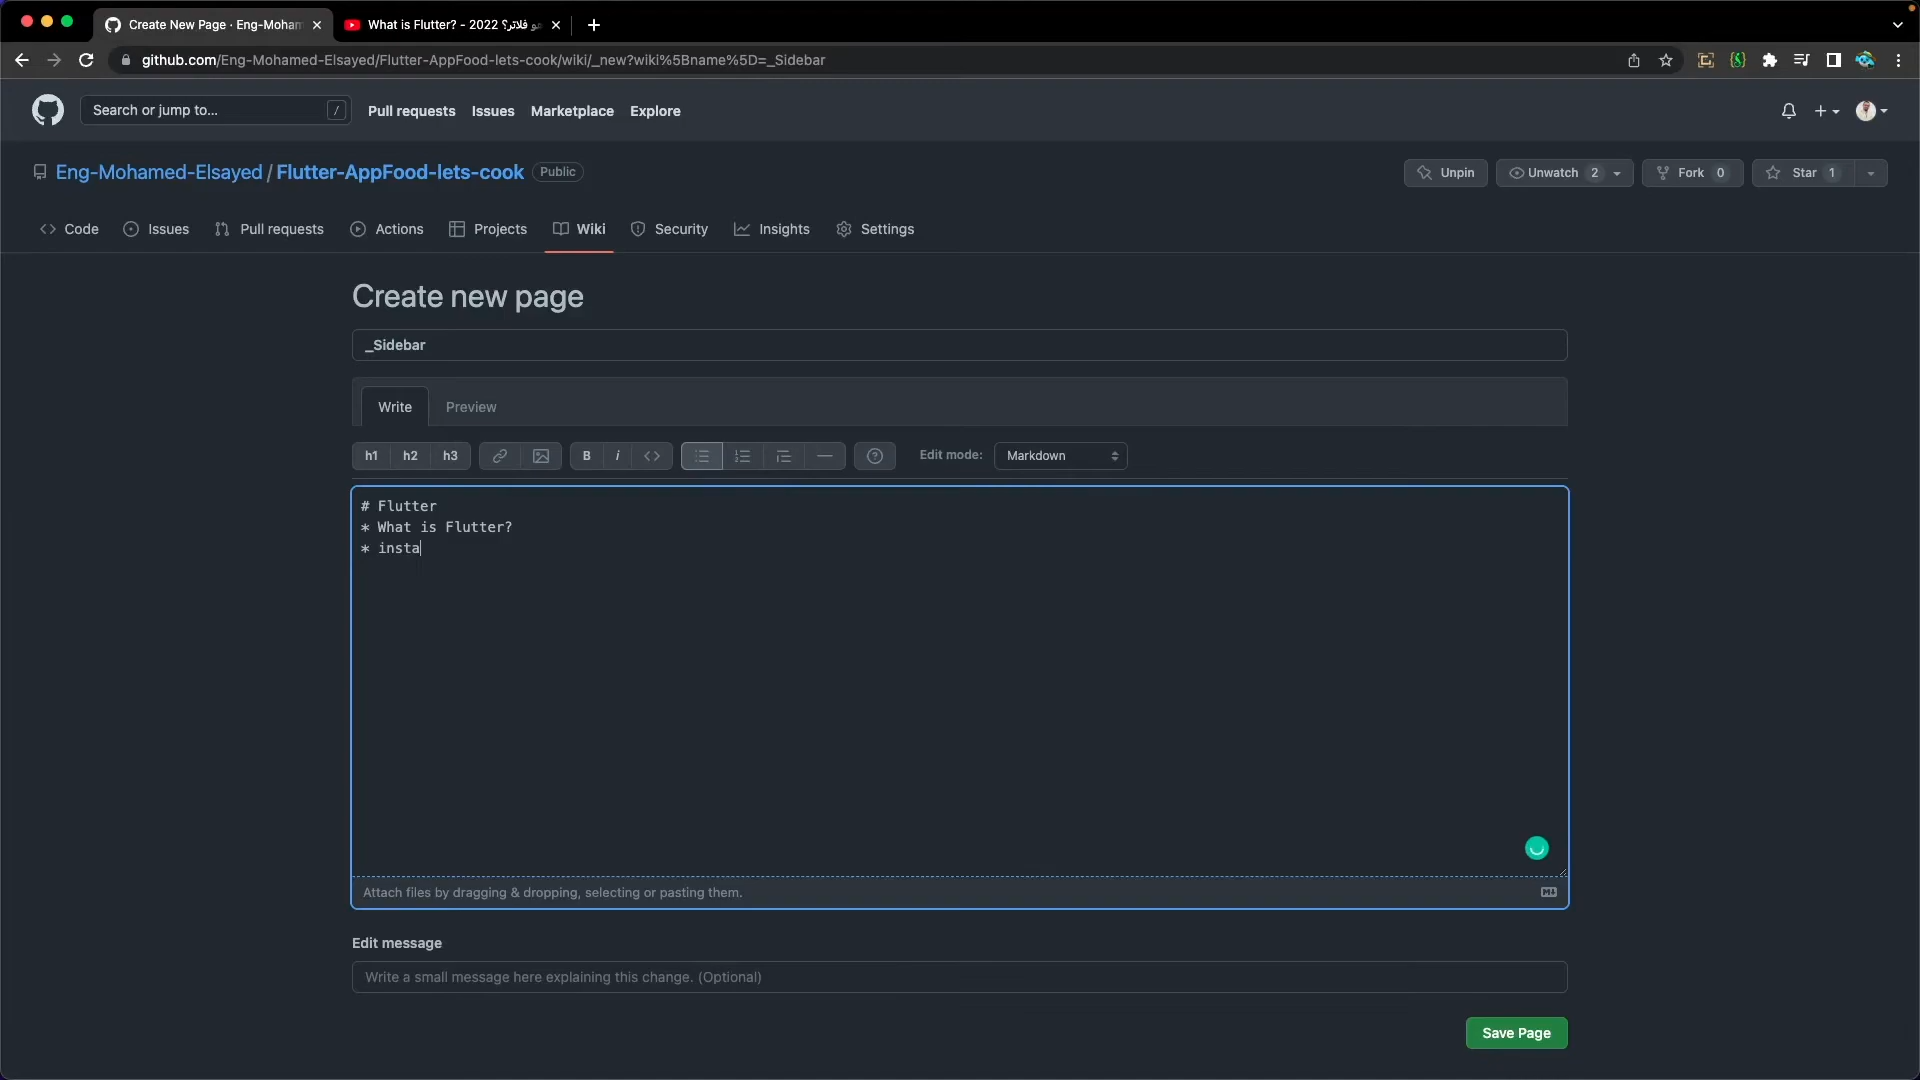 Create New Page · Eng-Moham
What is Flutter? - 2022 هو فلاتر؟
github.com/Eng-Mohamed-Elsayed/Flutter-AppFood-lets-cook/wiki/_new?wiki%5Bname%5D=_Sidebar
Search or jump to... /
Pull requests Issues Marketplace Explore
Eng-Mohamed-Elsayed / Flutter-AppFood-lets-cook Public
Unpin Unwatch 2 Fork 0 Star 1
Code Issues Pull requests Actions Projects Wiki Security Insights Settings
Create new page
_Sidebar
Write Preview
h1 h2 h3 B i Edit mode: Markdown
# Flutter
* What is Flutter?
* insta
Attach files by dragging & dropping, selecting or pasting them.
Edit message
Write a small message here explaining this change. (Optional)
Save Page